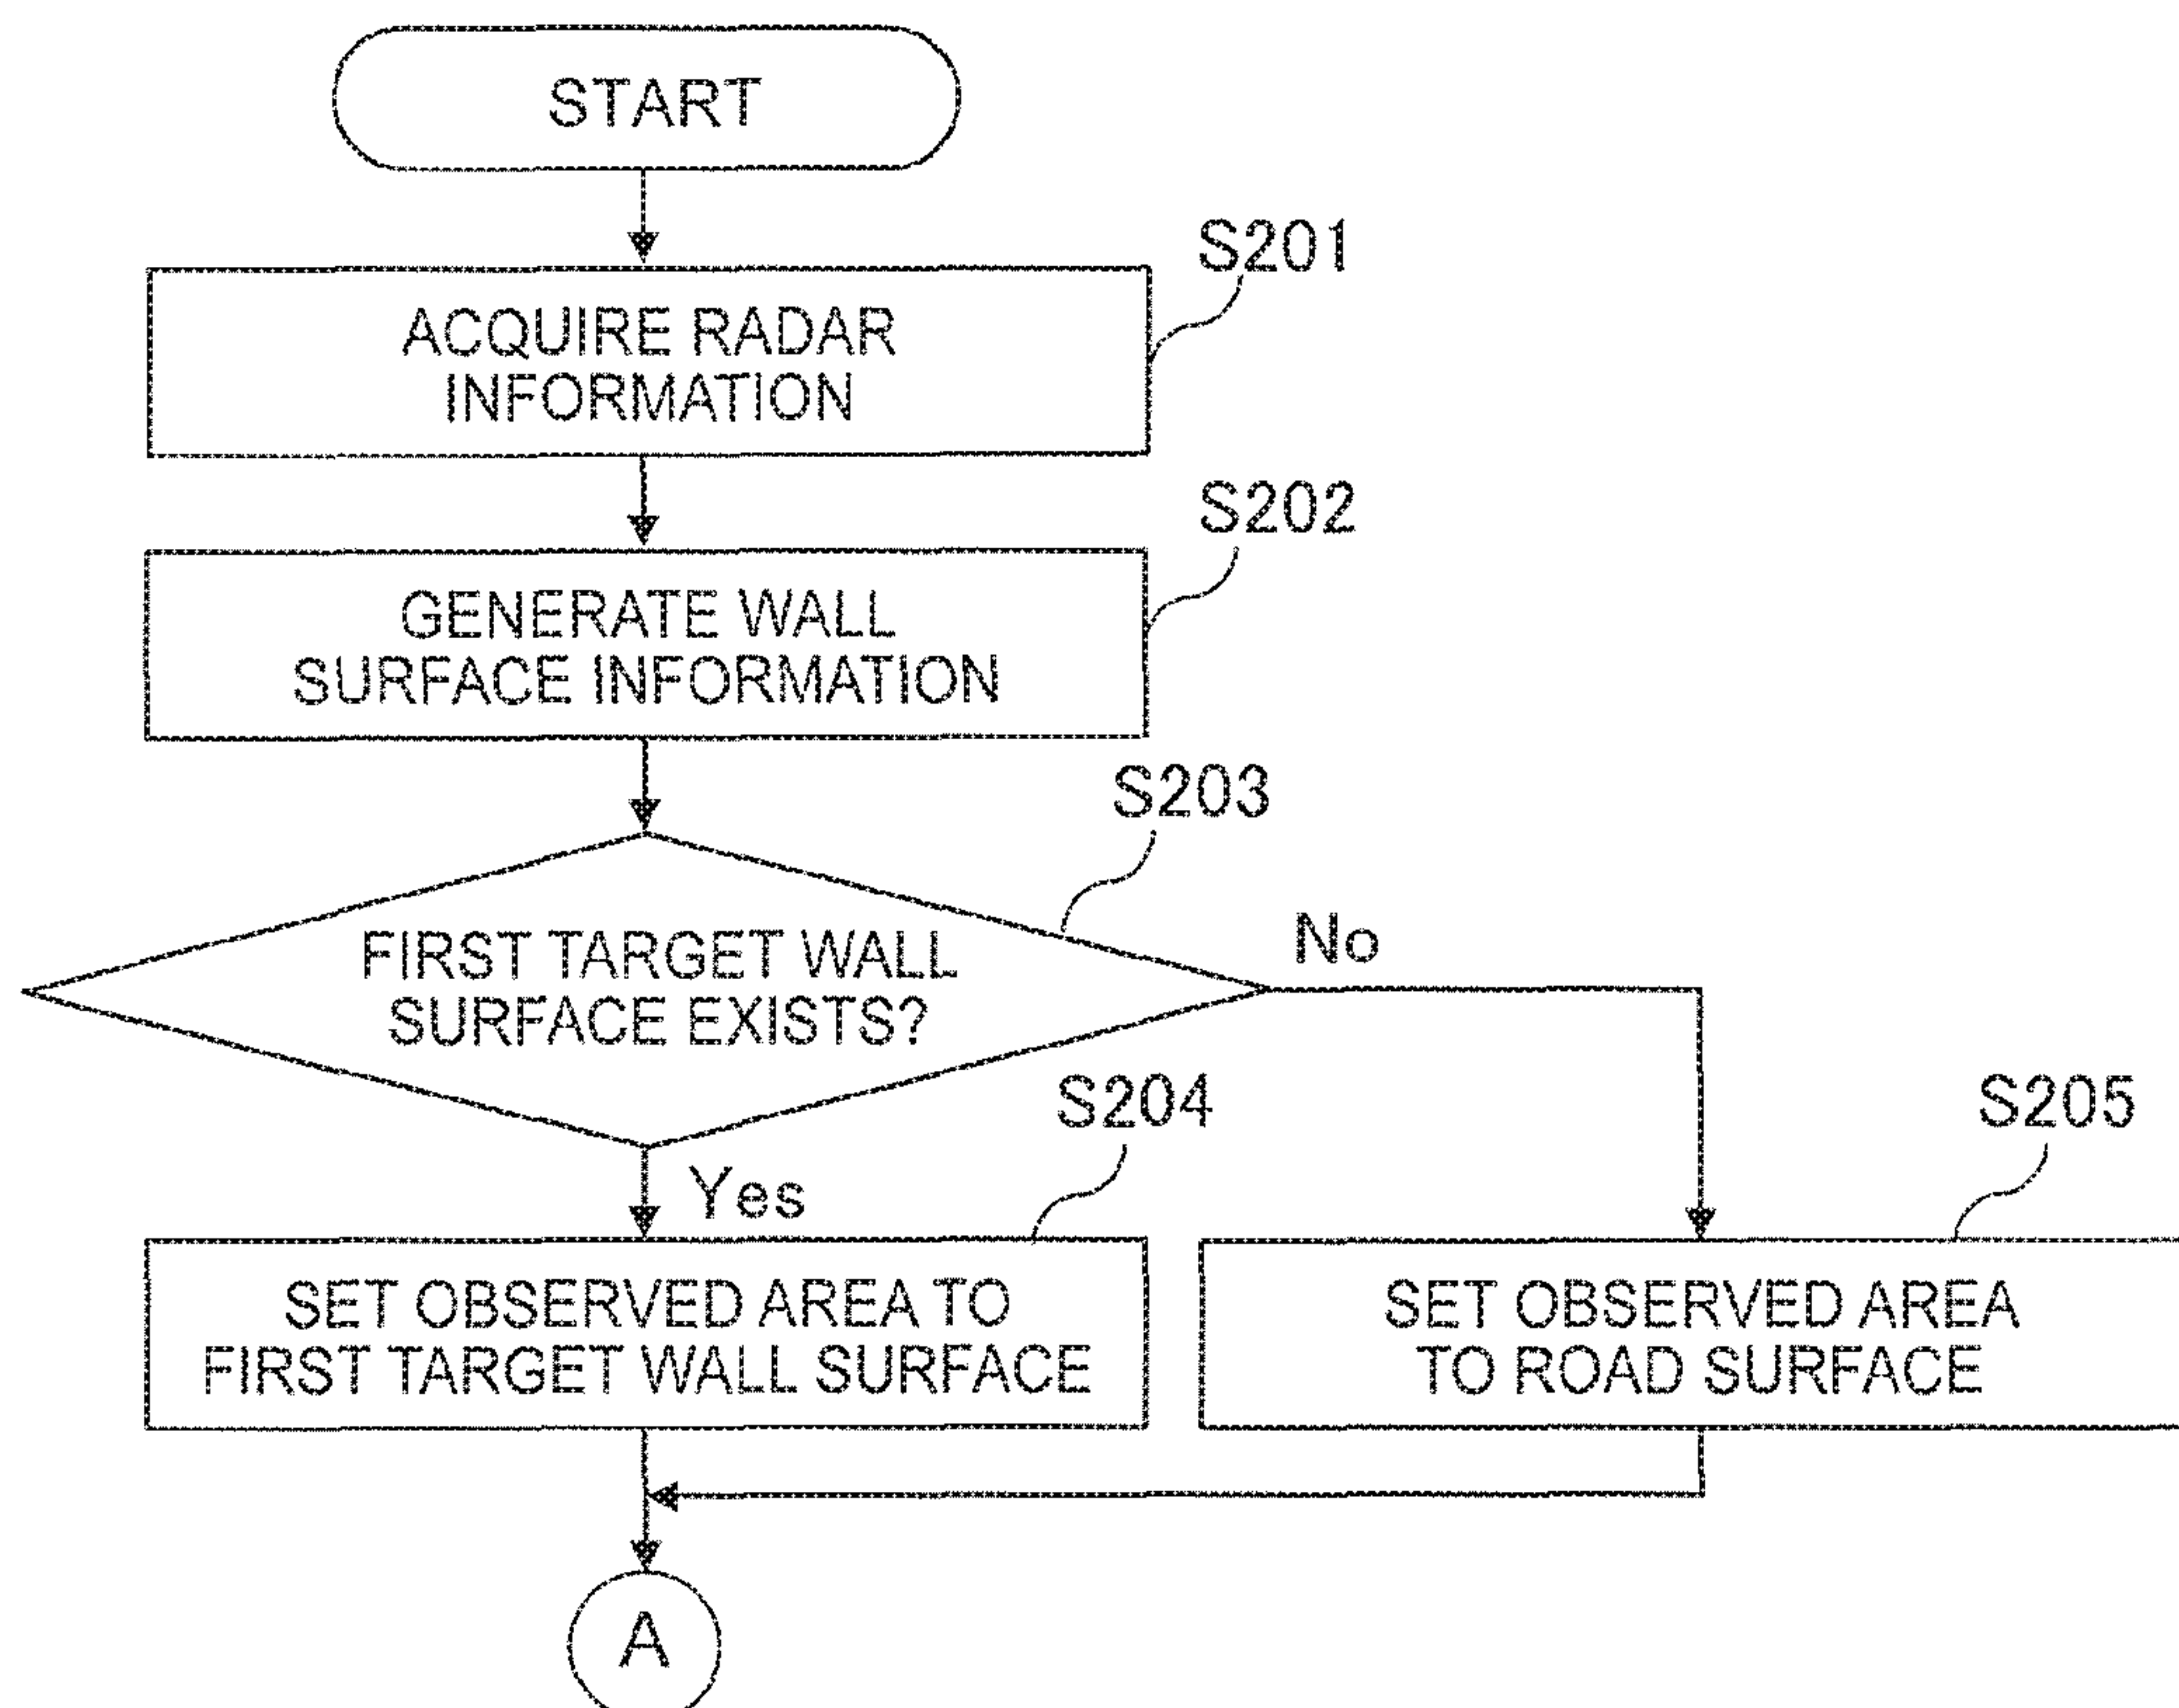 START
S201
ACQUIRE RADAR
INFORMATION
S202
GENERATE WALL
SURFACE INFORMATION
S203
FIRST TARGET WALL
SURFACE EXISTS?
No
Yes
S204
SET OBSERVED AREA TO
FIRST TARGET WALL SURFACE
S205
SET OBSERVED AREA
TO ROAD SURFACE
A